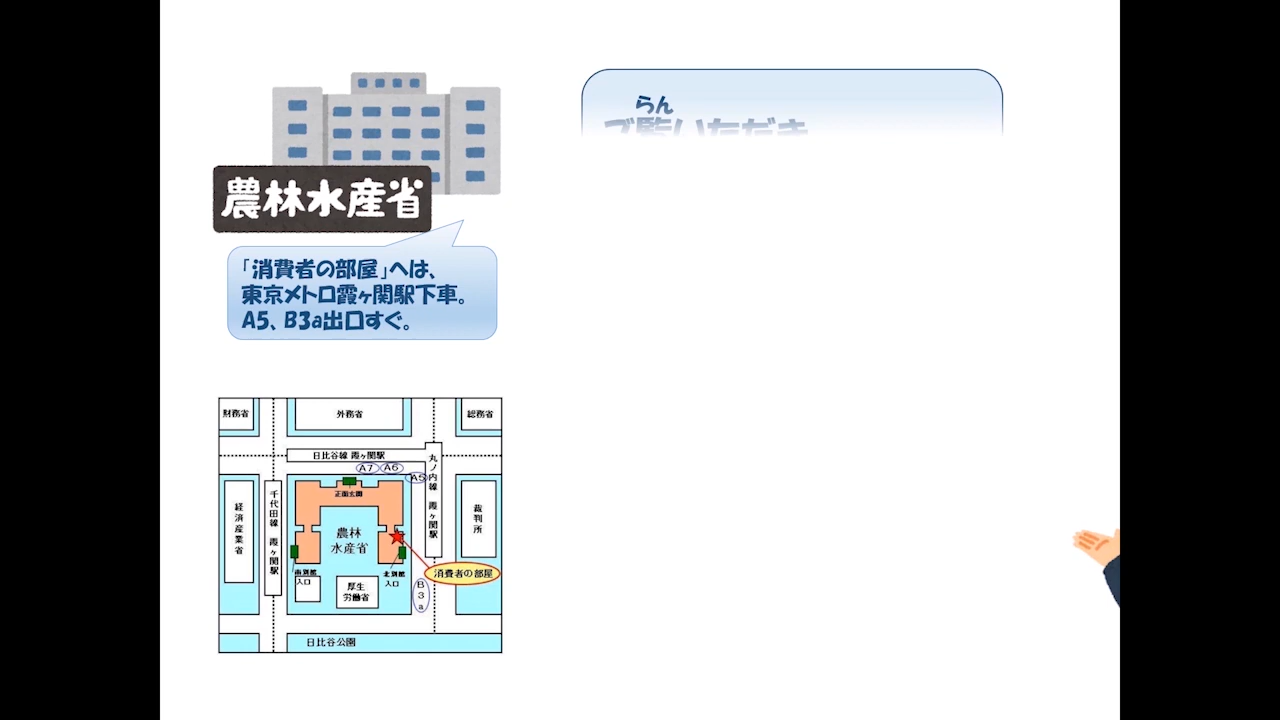 農林水産省
「消費者の部屋」へは、
東京メトロ霞ヶ関駅下車。
A5、B3a出口すぐ。
らん
ご覧いただき
財務省
外務省
総務省
日比谷線 霞ヶ関駅
A7
A6
A5
丸ノ内線 霞ヶ関駅
千代田線 霞ヶ関駅
経済産業省
裁判所
正面玄関
農林
水産省
南別館
入口
北別館
入口
消費者の部屋
厚生
労働省
B3a
日比谷公園